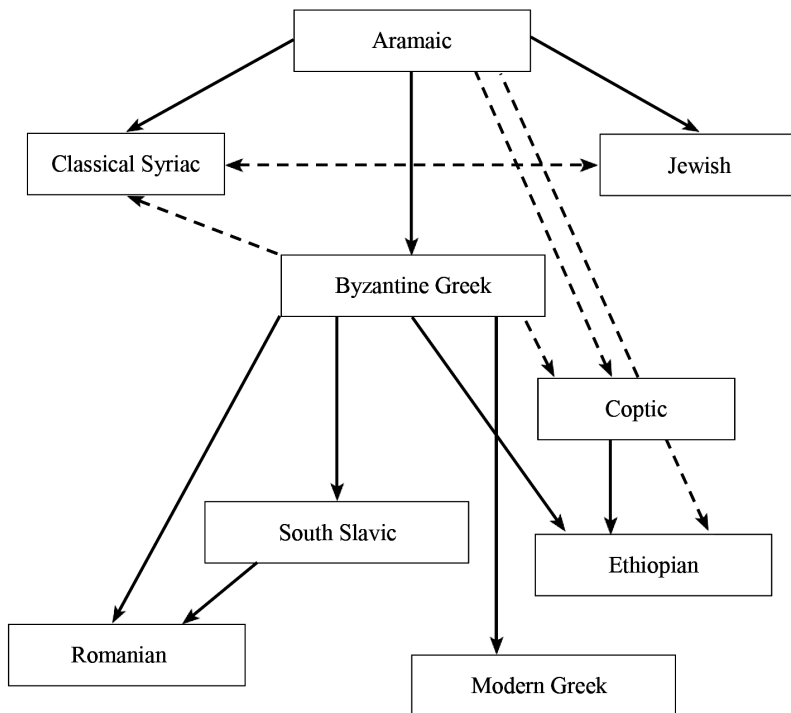 Aramaic
Classical Syriac
Jewish
Byzantine Greek
Coptic
South Slavic
Ethiopian
Romanian
Modern Greek